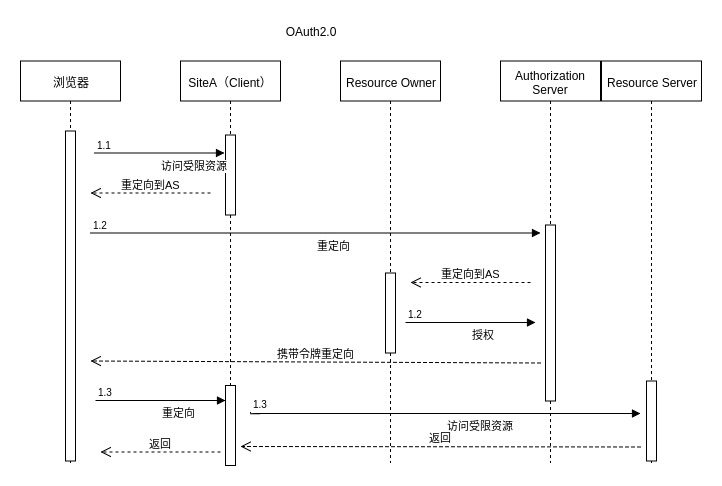 OAuth2.0
浏览器
SiteA（Client）
Resource Owner
Authorization
Server
Resource Server
1.1
访问受限资源
重定向到AS
1.2
重定向
重定向到AS
1.2
授权
携带令牌重定向
1.3
重定向
1.3
访问受限资源
返回
返回